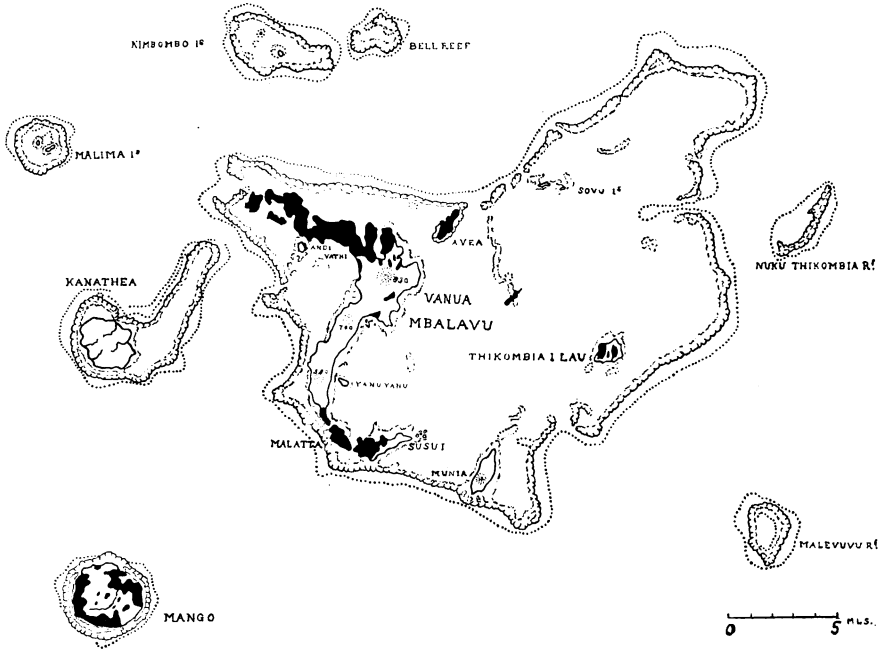 KIMBOMBO Is
BELL REEF
MALIMA Is
SOVU Is
AVEA
NUKU THIKOMBIA Rf
KANATHEA
VANUA
MBALAVU
THIKOMBIA I LAU
YANUYANU
MALATTA
SUSUI
MUNIA
MALEVUVU Rf
MANGO
0 5 MLS.